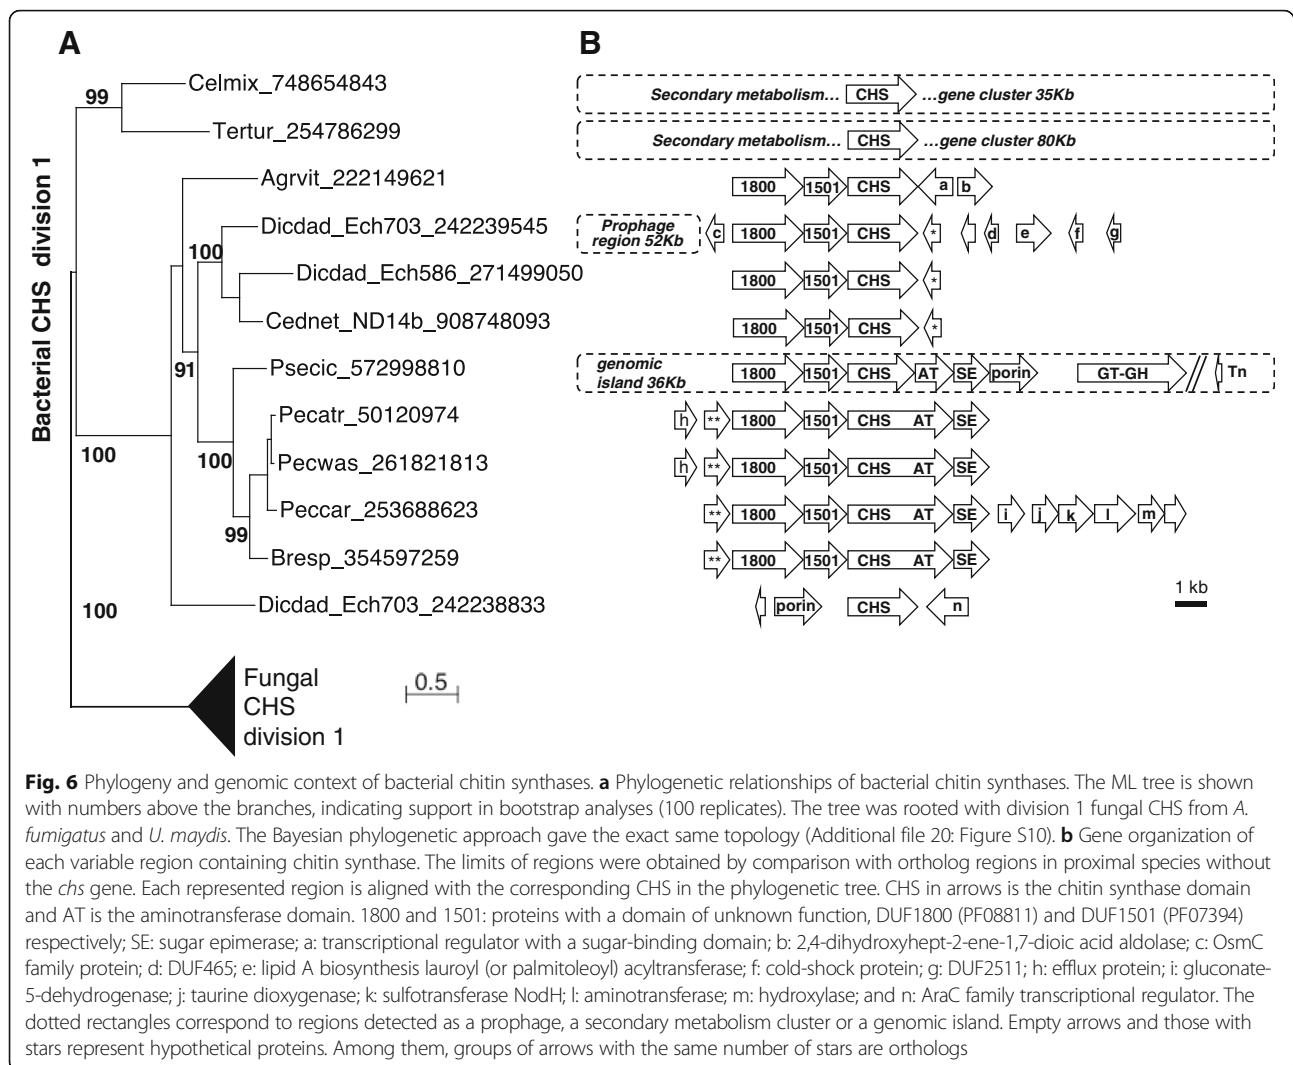 A
B
Bacterial CHS division 1
99
Celmix_748654843
Secondary metabolism... CHS ...gene cluster 35Kb
Tertur_254786299
Secondary metabolism... CHS ...gene cluster 80Kb
Agrvit_222149621
1800 1501 CHS a b
Dicdad_Ech703_242239545
Prophage
region 52Kb
c 1800 1501 CHS * d e f g
100
Dicdad_Ech586_271499050
1800 1501 CHS *
Cednet_ND14b_908748093
1800 1501 CHS *
91
Psecic_572998810
genomic
island 36Kb
1800 1501 CHS AT SE porin GT-GH Tn
Pecatr_50120974
h ** 1800 1501 CHS AT SE
100
100
Pecwas_261821813
h ** 1800 1501 CHS AT SE
Peccar_253688623
** 1800 1501 CHS AT SE i j k l m
99
Bresp_354597259
** 1800 1501 CHS AT SE
1 kb
100
Dicdad_Ech703_242238833
porin CHS n
Fungal
CHS
division 1
0.5
Fig. 6 Phylogeny and genomic context of bacterial chitin synthases. a Phylogenetic relationships of bacterial chitin synthases. The ML tree is shown
with numbers above the branches, indicating support in bootstrap analyses (100 replicates). The tree was rooted with division 1 fungal CHS from A.
fumigatus and U. maydis. The Bayesian phylogenetic approach gave the exact same topology (Additional file 20: Figure S10). b Gene organization of
each variable region containing chitin synthase. The limits of regions were obtained by comparison with ortholog regions in proximal species without
the chs gene. Each represented region is aligned with the corresponding CHS in the phylogenetic tree. CHS in arrows is the chitin synthase domain
and AT is the aminotransferase domain. 1800 and 1501: proteins with a domain of unknown function, DUF1800 (PF08811) and DUF1501 (PF07394)
respectively; SE: sugar epimerase; a: transcriptional regulator with a sugar-binding domain; b: 2,4-dihydroxyhept-2-ene-1,7-dioic acid aldolase; c: OsmC
family protein; d: DUF465; e: lipid A biosynthesis lauroyl (or palmitoleoyl) acyltransferase; f: cold-shock protein; g: DUF2511; h: efflux protein; i: gluconate-
5-dehydrogenase; j: taurine dioxygenase; k: sulfotransferase NodH; l: aminotransferase; m: hydroxylase; and n: AraC family transcriptional regulator. The
dotted rectangles correspond to regions detected as a prophage, a secondary metabolism cluster or a genomic island. Empty arrows and those with
stars represent hypothetical proteins. Among them, groups of arrows with the same number of stars are orthologs